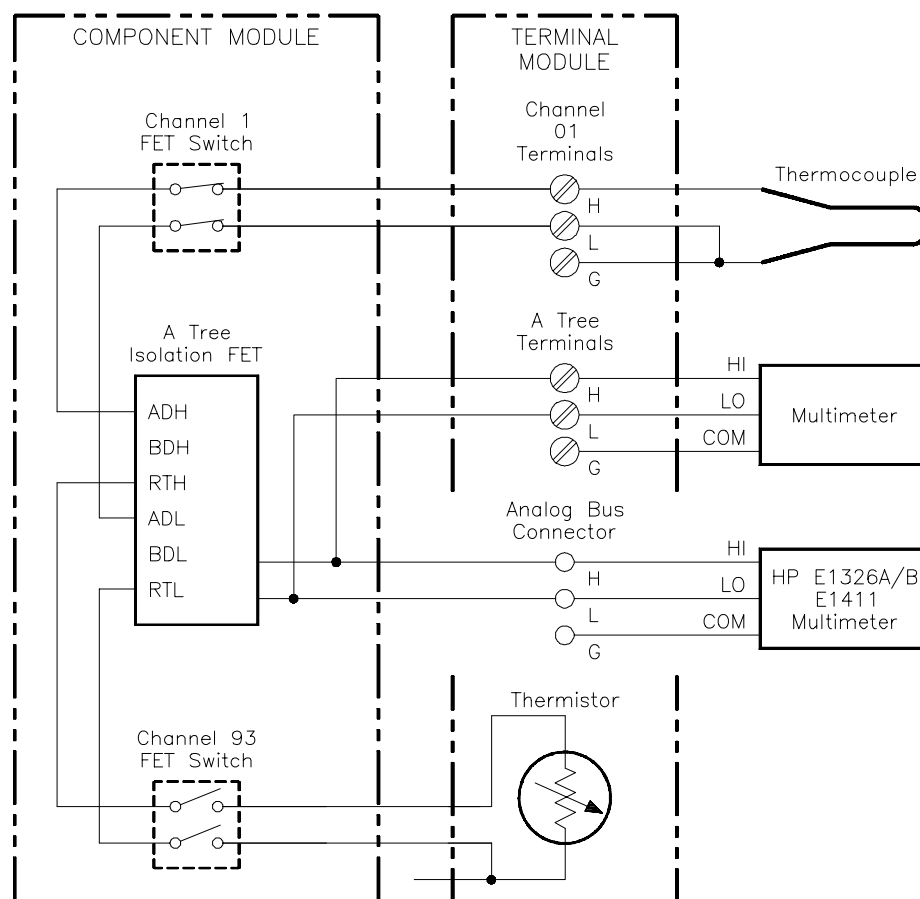 COMPONENT MODULE
TERMINAL
MODULE
Channel 1
FET Switch
Channel
01
Terminals
H
L
G
Thermocouple
A Tree
Isolation FET
ADH
BDH
RTH
ADL
BDL
RTL
A Tree
Terminals
H
L
G
HI
LO
COM
Multimeter
Analog Bus
Connector
H
L
G
HI
LO
COM
HP E1326A/B
E1411
Multimeter
Channel 93
FET Switch
Thermistor